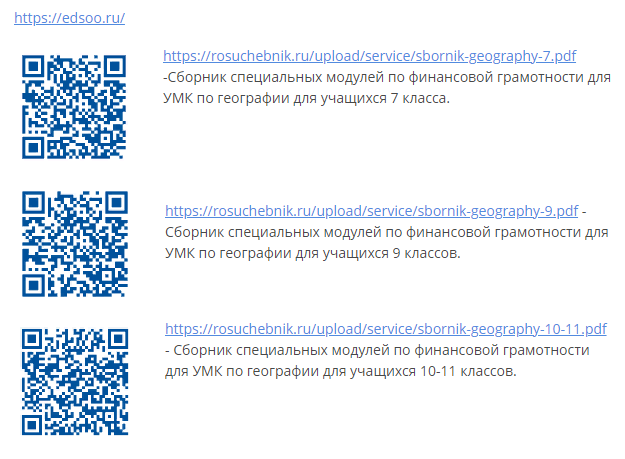 https://edsoo.ru/
https://rosuchebnik.ru/upload/service/sbornik-geography-7.pdf
-Сборник специальных модулей по финансовой грамотности для
УМК по географии для учащихся 7 класса.
https://rosuchebnik.ru/upload/service/sbornik-geography-9.pdf -
Сборник специальных модулей по финансовой грамотности для
УМК по географии для учащихся 9 классов.
https://rosuchebnik.ru/upload/service/sbornik-geography-10-11.pdf
- Сборник специальных модулей по финансовой грамотности
для УМК по географии для учащихся 10-11 классов.